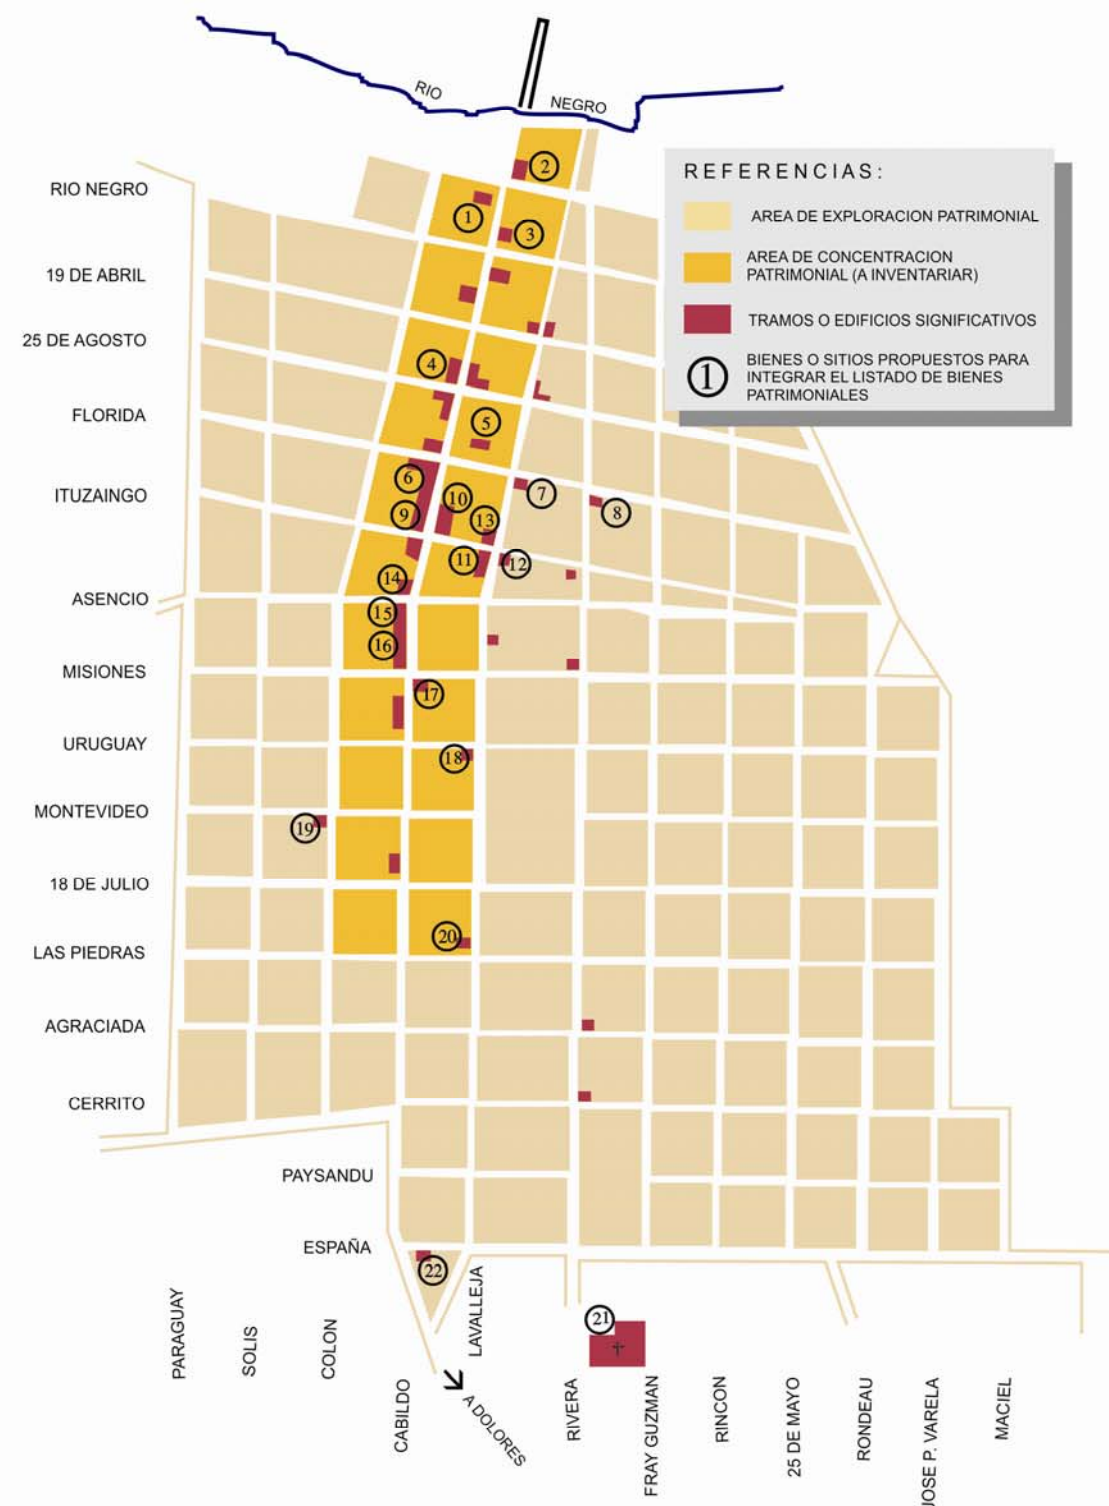 RIO
NEGRO
REFERENCIAS:
AREA DE EXPLORACION PATRIMONIAL
AREA DE CONCENTRACION
PATRIMONIAL (A INVENTARIAR)
TRAMOS O EDIFICIOS SIGNIFICATIVOS
1
BIENES O SITIOS PROPUESTOS PARA
INTEGRAR EL LISTADO DE BIENES
PATRIMONIALES
RIO NEGRO
19 DE ABRIL
25 DE AGOSTO
FLORIDA
ITUZAINGO
ASENCIO
MISIONES
URUGUAY
MONTEVIDEO
18 DE JULIO
LAS PIEDRAS
AGRACIADA
CERRITO
PAYSANDU
ESPAÑA
2
1
3
4
5
6
7
8
9
10
13
11
12
14
15
16
17
18
19
20
22
21
PARAGUAY
SOLIS
COLON
CABILDO
LAVALLEJA
A DOLORES
RIVERA
FRAY GUZMAN
RINCON
25 DE MAYO
RONDEAU
JOSE P. VARELA
MACIEL